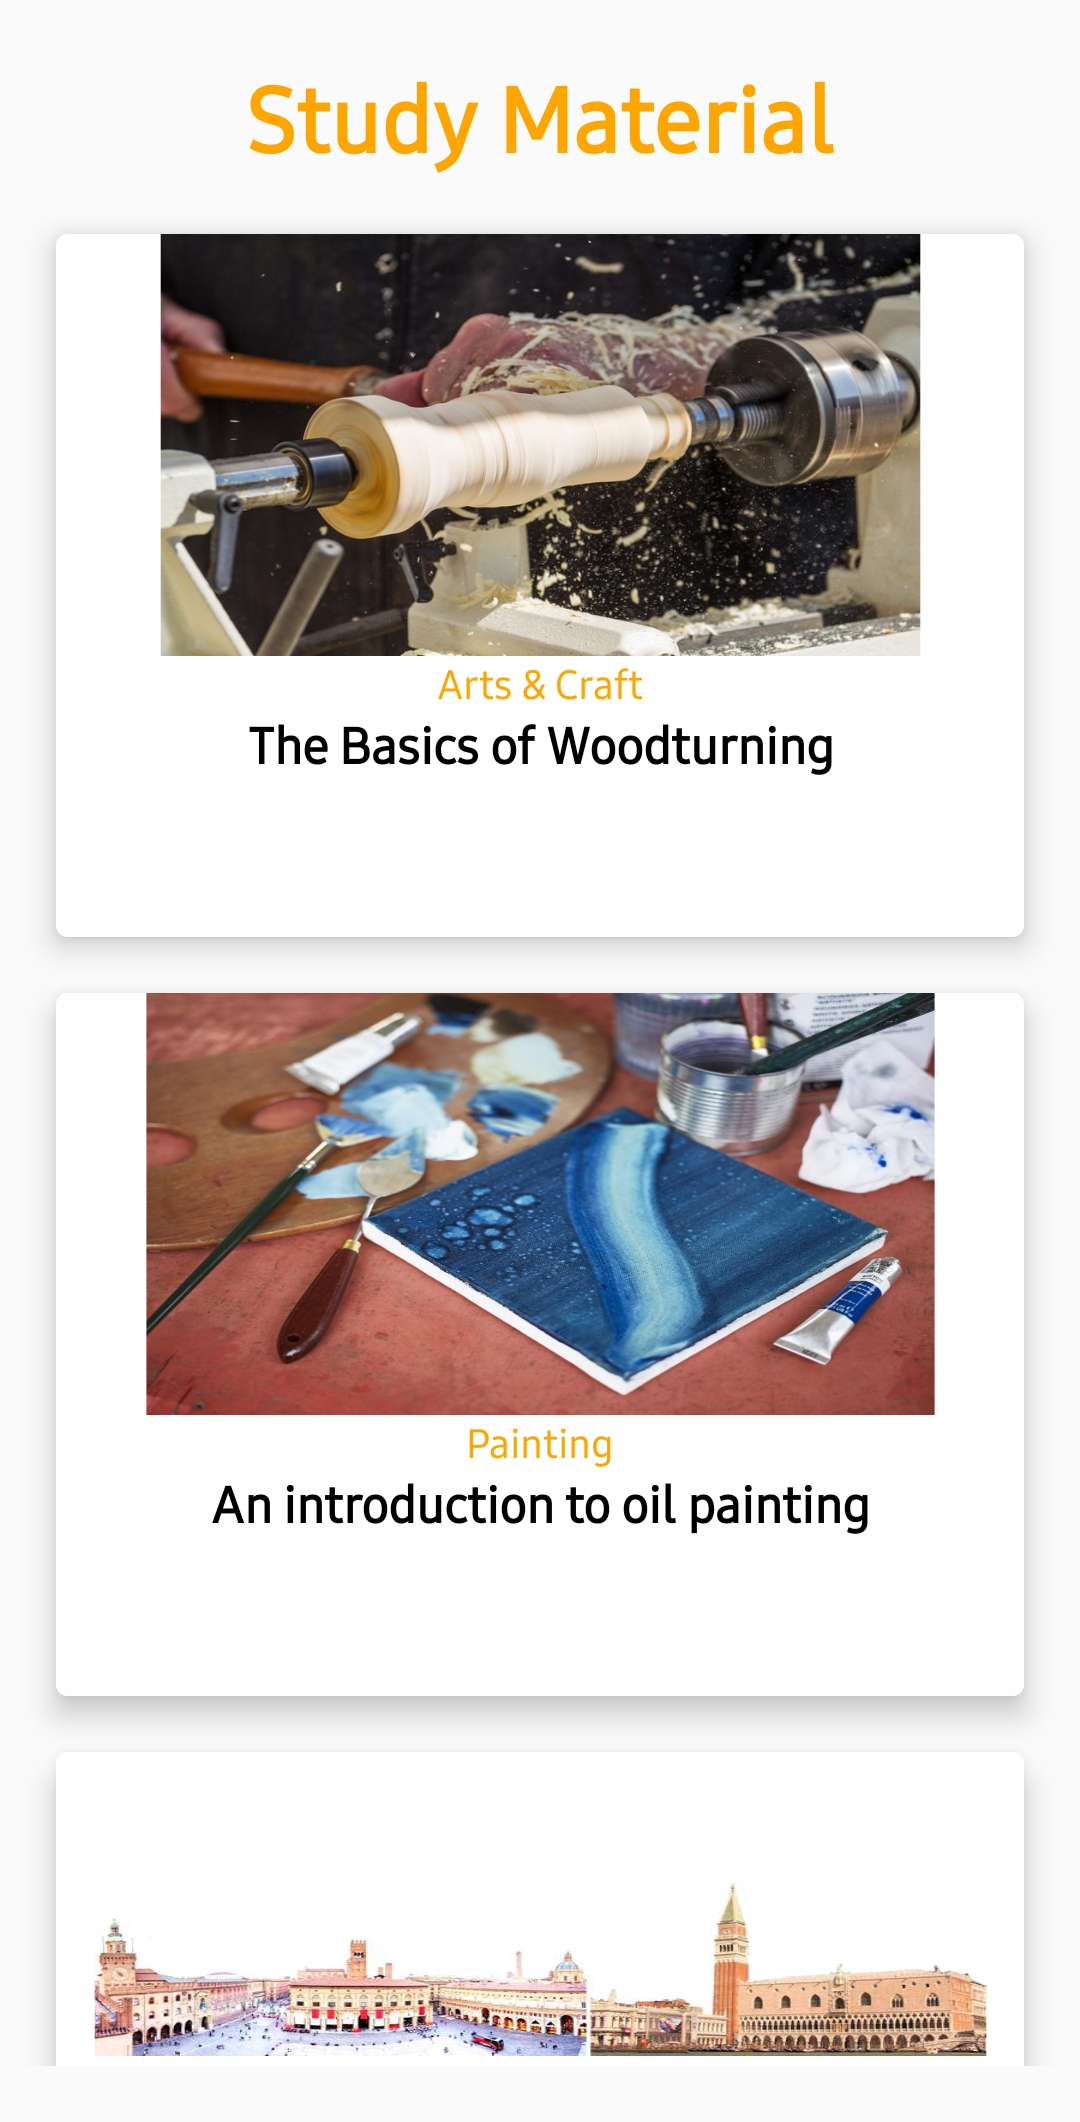 Study Material
Arts & Craft
The Basics of Woodturning
Painting
An introduction to oil painting